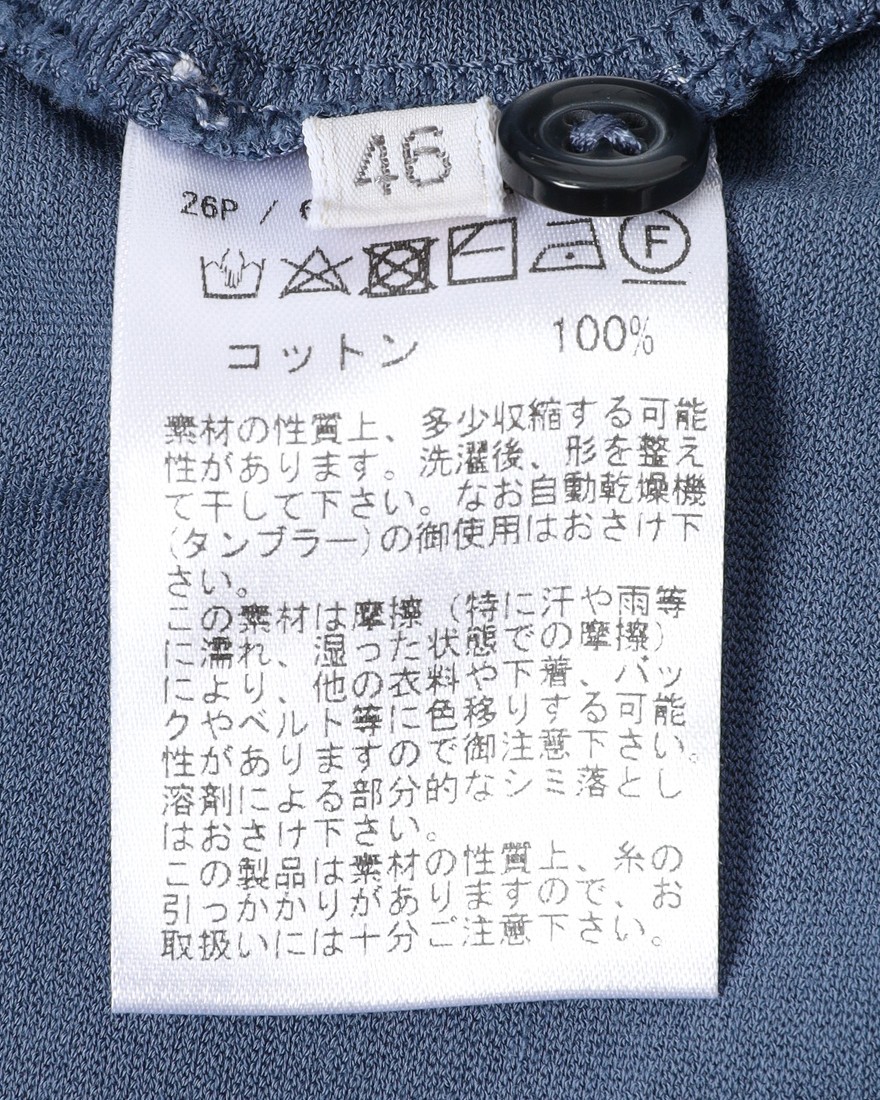 46
26P / 6
F
コットン 100%
素材の性質上、多少収縮する可能
性があります。洗濯後、形を整え
て干して下さい。なお自動乾燥機
(タンブラー)の御使用はおさけ下
さい。
この素材は摩擦(特に汗や雨等
に濡れ、湿った状態での摩擦)
により、他の衣料や下着、バッ
クやベルト等に色移りする可能
性がありますので御注意下さい。
溶剤による部分的なシミ落とし
はおさけ下さい。
この製品は素材の性質上、糸の
引っかかりがありますので、お
取扱いには十分ご注意下さい。